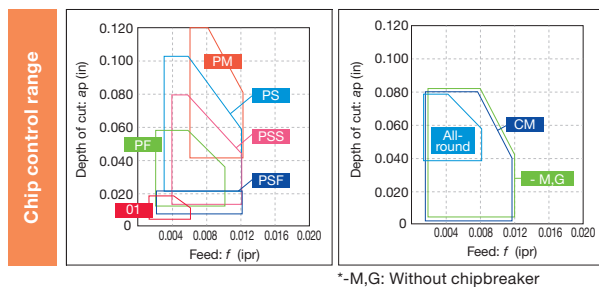 Chip control range
Depth of cut: ap (in)
0.120
0.100
0.080
0.060
0.040
0.020
0
PM
PS
PSS
PF
PSF
01
0.004 0.008 0.012 0.016 0.020
Feed: f (ipr)
Depth of cut: ap (in)
0.120
0.100
0.080
0.060
0.040
0.020
0
CM
All-
round
- M,G
0.004 0.008 0.012 0.016 0.020
Feed: f (ipr)
*-M,G: Without chipbreaker